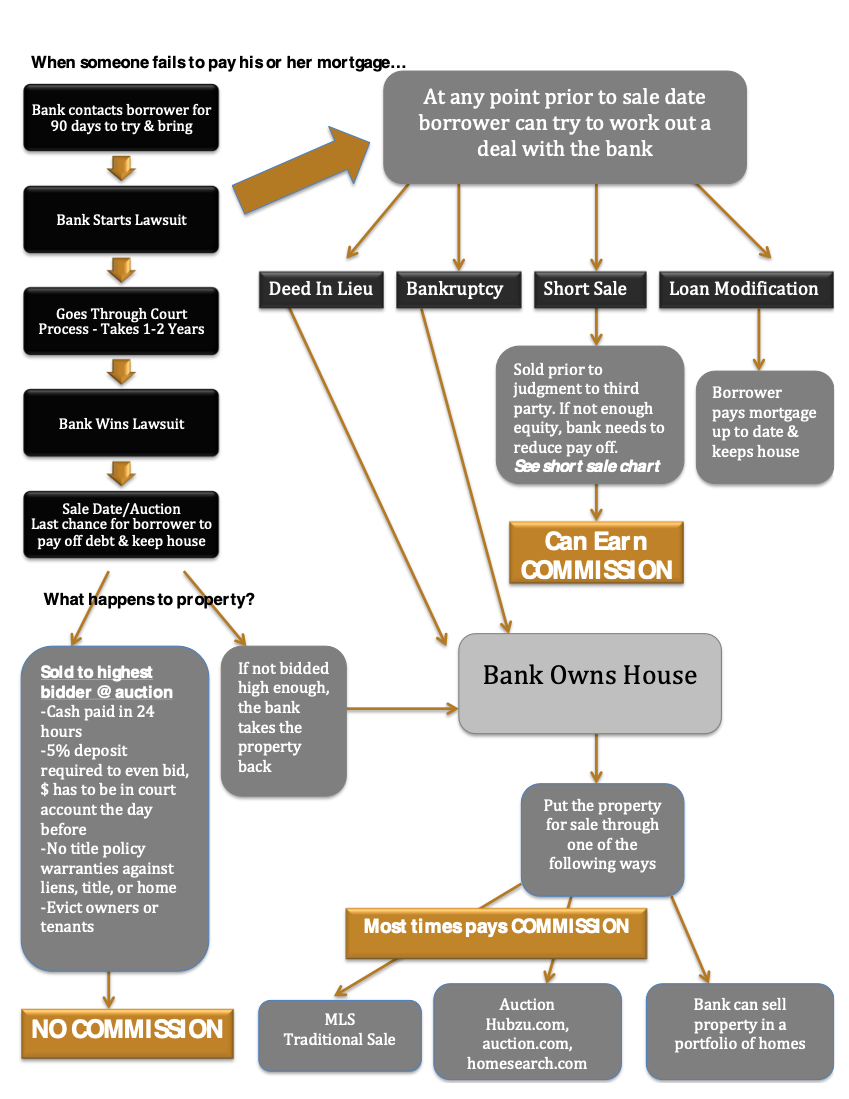 When someone fails to pay his or her mortgage...
Bank contacts borrower for
90 days to try & bring
Bank Starts Lawsuit
Goes Through Court
Process - Takes 1-2 Years
Bank Wins Lawsuit
Sale Date/Auction
Last chance for borrower to
pay off debt & keep house
At any point prior to sale date
borrower can try to work out a
deal with the bank
Deed In Lieu
Bankruptcy
Short Sale
Loan Modification
Sold prior to
judgment to third
party. If not enough
equity, bank needs to
reduce pay off.
See short sale chart
Borrower
pays mortgage
up to date &
keeps house
Can Earn
COMMISSION
What happens to property?
Sold to highest
bidder @ auction
-Cash paid in 24
hours
-5% deposit
required to even bid,
$ has to be in court
account the day
before
-No title policy
warranties against
liens, title, or home
-Evict owners or
tenants
NO COMMISSION
If not bidded
high enough,
the bank
takes the
property
back
Bank Owns House
Put the property
for sale through
one of the
following ways
Most times pays COMMISSION
MLS
Traditional Sale
Auction
Hubzu.com,
auction.com,
homesearch.com
Bank can sell
property in a
portfolio of homes